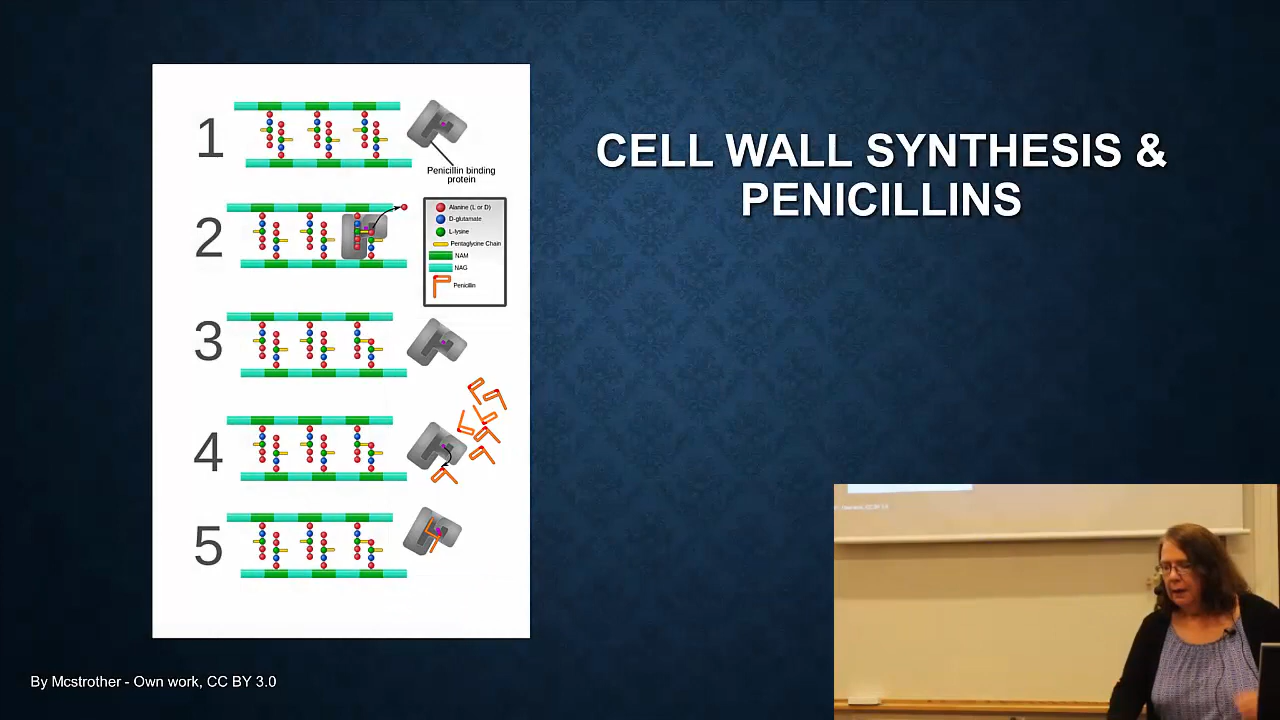 CELL WALL SYNTHESIS &
PENICILLINS
1
Penicillin binding
protein
2
Alanine (L or D)
D-glutamate
L-lysine
Pentaglycine Chain
NAM
NAG
Penicillin
3
4
5
By Mcstrother - Own work, CC BY 3.0